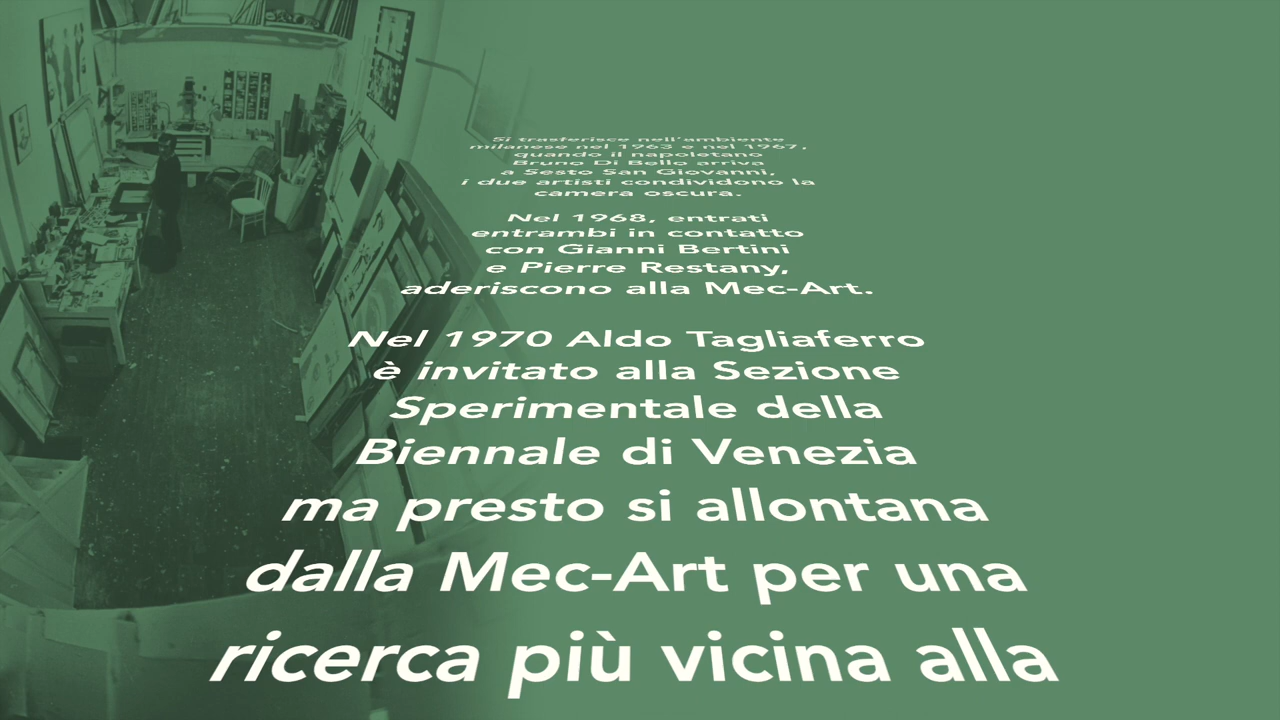 Si trasferisce nell'ambiente
milanese nel 1963 e nel 1967,
quando il napoletano
Bruno Di Bello arriva
a Sesto San Giovanni,
i due artisti condividono la
camera oscura.
Nel 1968, entrati
entrambi in contatto
con Gianni Bertini
e Pierre Restany,
aderiscono alla Mec-Art.
Nel 1970 Aldo Tagliaferro
è invitato alla Sezione
Sperimentale della
Biennale di Venezia
ma presto si allontana
dalla Mec-Art per una
ricerca più vicina alla